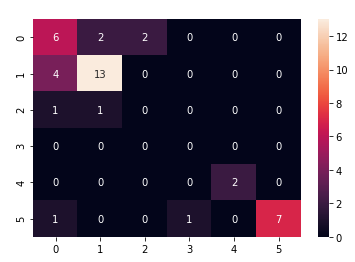 0 6 2 2 0 0 0
1 4 13 0 0 0 0
2 1 1 0 0 0 0
3 0 0 0 0 0 0
4 0 0 0 0 2 0
5 1 0 0 1 0 7
0 1 2 3 4 5
12
10
8
6
4
2
0